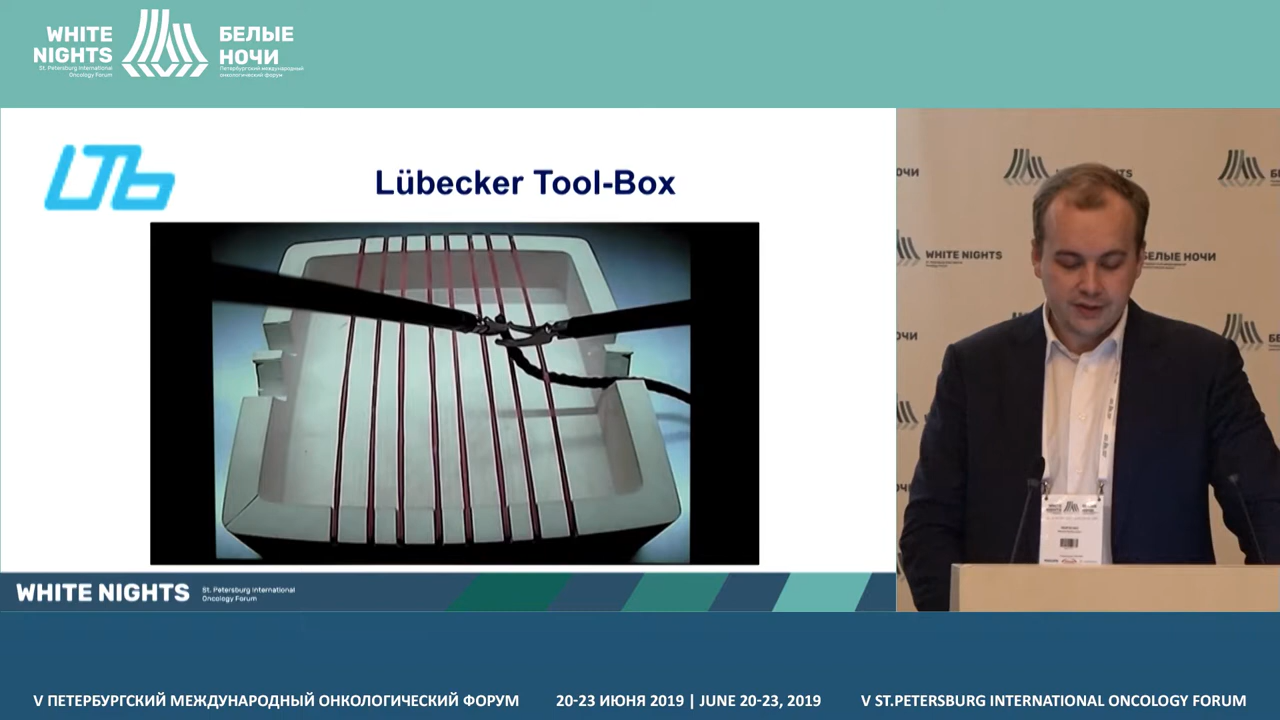 WHITE
NIGHTS
St. Petersburg International
Oncology Forum
БЕЛЫЕ
НОЧИ
Петербургский международный
онкологический форум
LTb
Lübecker Tool-Box
WHITE NIGHTS
St. Petersburg International
Oncology Forum
НОЧИ
WHITE NIGHTS
БЕЛЫЕ НОЧИ
V ПЕТЕРБУРГСКИЙ МЕЖДУНАРОДНЫЙ ОНКОЛОГИЧЕСКИЙ ФОРУМ
20-23 ИЮНЯ 2019 | JUNE 20-23, 2019
V ST.PETERSBURG INTERNATIONAL ONCOLOGY FORUM